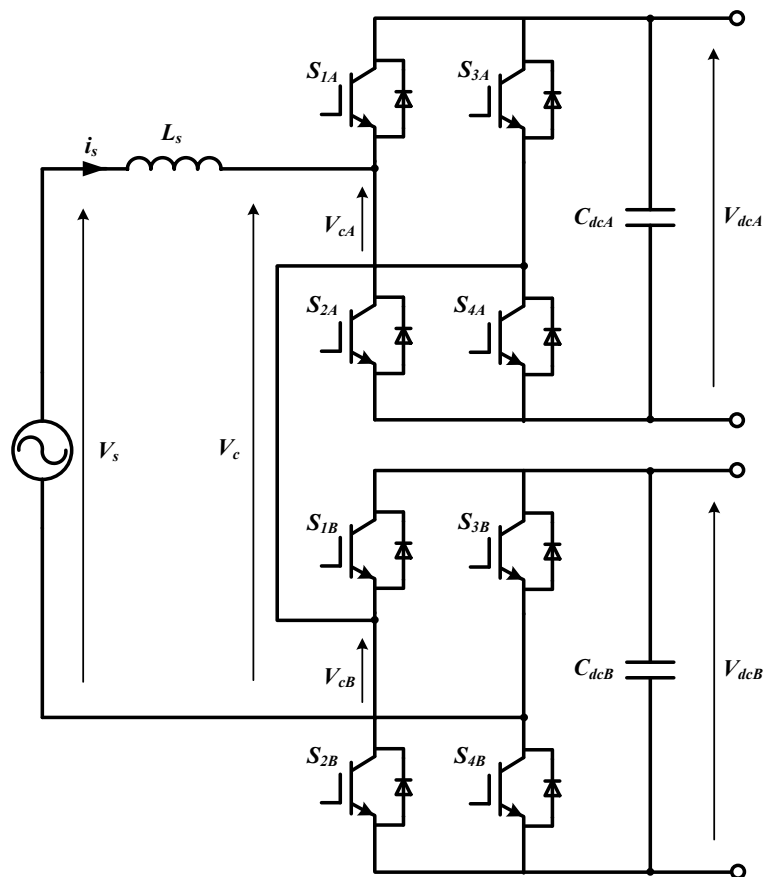 S1A
S3A
is
Ls
VcA
CdcA
VdcA
S2A
S4A
Vs
Vc
S1B
S3B
VcB
CdcB
VdcB
S2B
S4B